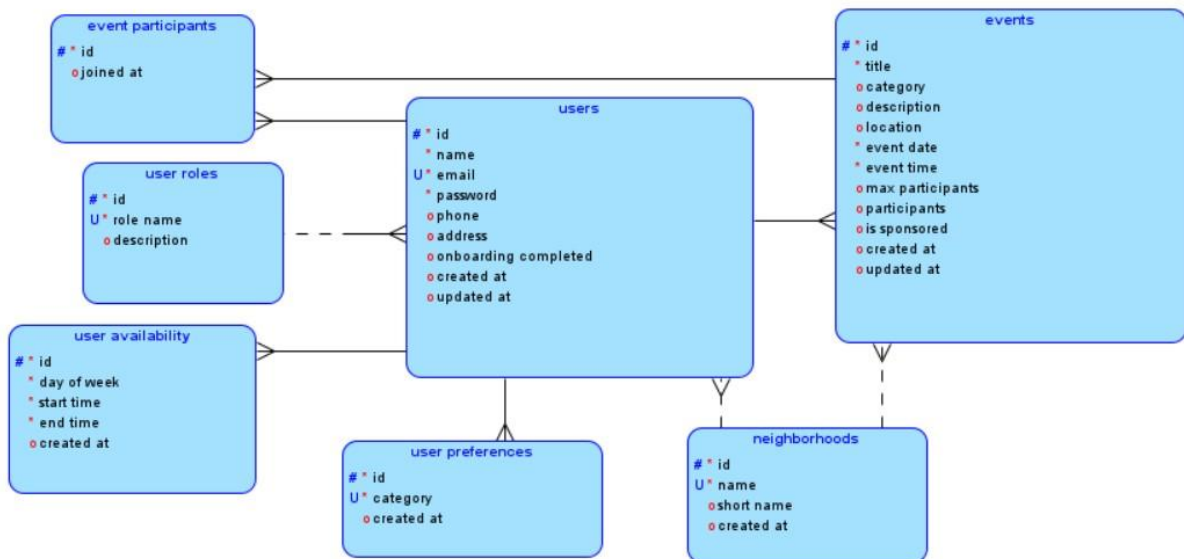 event participants
# * id
o joined at
events
# * id
* title
o category
o description
o location
* event date
* event time
o max participants
o participants
o is sponsored
o created at
o updated at
users
# * id
* name
U * email
* password
o phone
o address
o onboarding completed
o created at
o updated at
user roles
# * id
U * role name
o description
user availability
# * id
* day of week
* start time
* end time
o created at
user preferences
# * id
U * category
o created at
neighborhoods
# * id
U * name
o short name
o created at